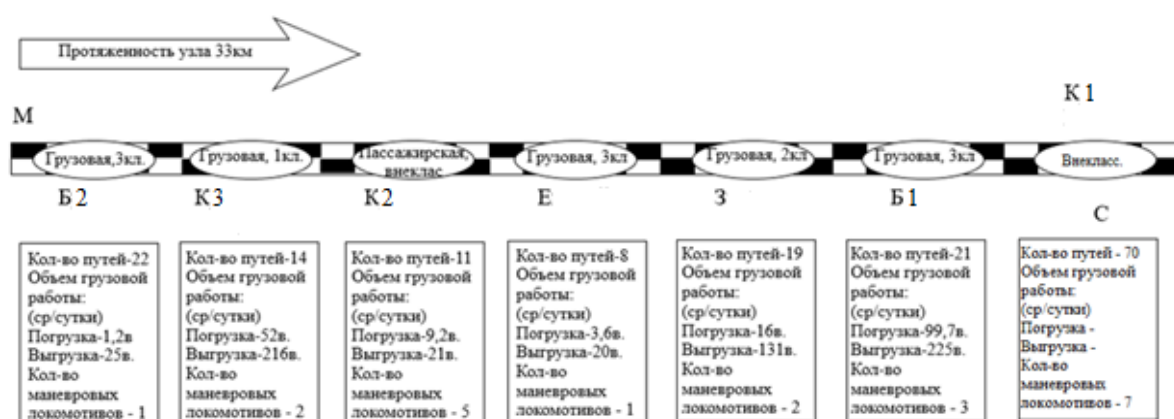 Протяженность узла 33км
К 1
М
Грузовая,3кл.
Грузовая, 1кл.
Пассажирская,
внеклас
Грузовая, 3кл
Грузовая, 2кл
Грузовая, 3кл
Внекласс.
Б2
К3
К2
Е
З
Б1
С
Кол-во путей-22
Объем грузовой
работы:
(ср/сутки)
Погрузка-1,2в
Выгрузка-25в.
Кол-во
маневровых
локомотивов - 1
Кол-во путей-14
Объем грузовой
работы:
(ср/сутки)
Погрузка-52в.
Выгрузка-216в.
Кол-во
маневровых
локомотивов - 2
Кол-во путей-11
Объем грузовой
работы:
(ср/сутки)
Погрузка-9,2в.
Выгрузка-21в.
Кол-во
маневровых
локомотивов - 5
Кол-во путей-8
Объем грузовой
работы:
(ср/сутки)
Погрузка-3,6в.
Выгрузка-20в.
Кол-во
маневровых
локомотивов - 1
Кол-во путей-19
Объем грузовой
работы:
(ср/сутки)
Погрузка-16в.
Выгрузка-131в.
Кол-во
маневровых
локомотивов - 2
Кол-во путей-21
Объем грузовой
работы:
(ср/сутки)
Погрузка-99,7в.
Выгрузка-225в.
Кол-во
маневровых
локомотивов - 3
Кол-во путей - 70
Объем грузовой
работы:
(ср/сутки)
Погрузка -
Выгрузка -
Кол-во
маневровых
локомотивов - 7